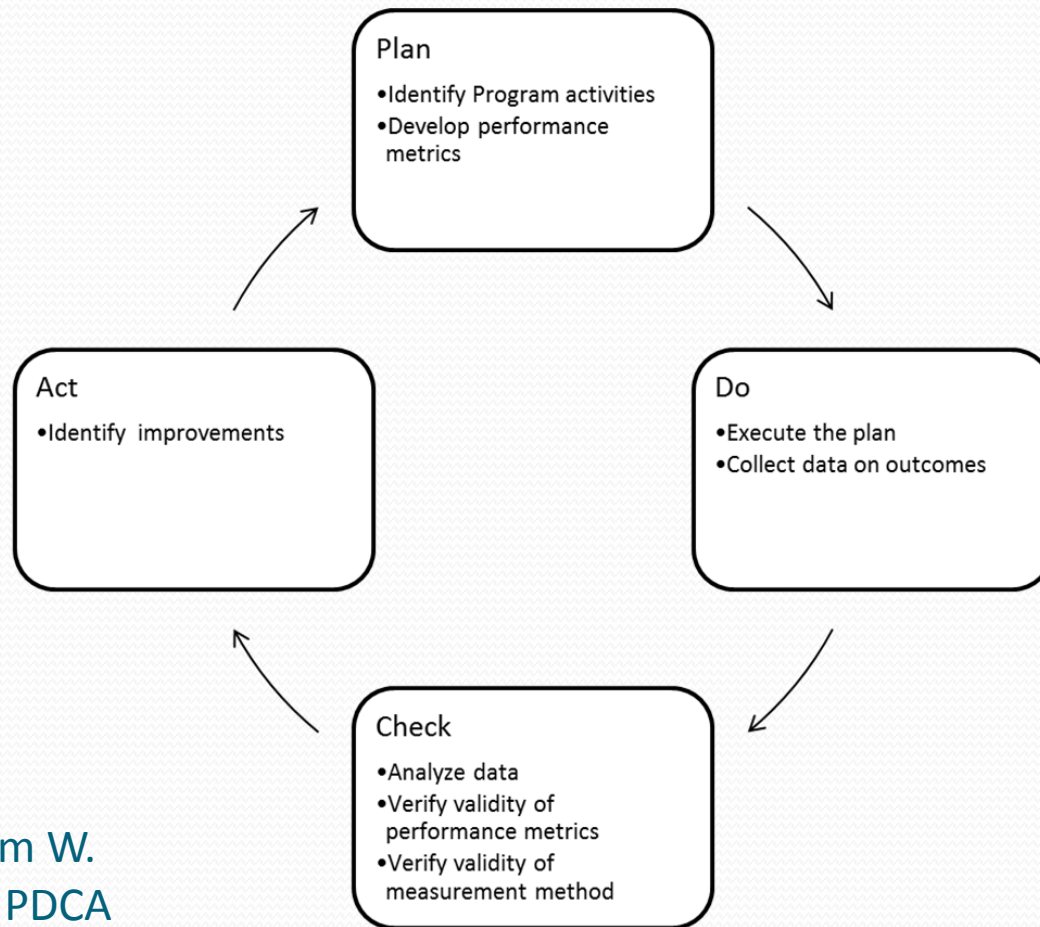 Plan
•Identify Program activities
•Develop performance
metrics
Act
•Identify improvements
Do
•Execute the plan
•Collect data on outcomes
Check
•Analyze data
•Verify validity of
performance metrics
•Verify validity of
measurement method
m W.
PDCA